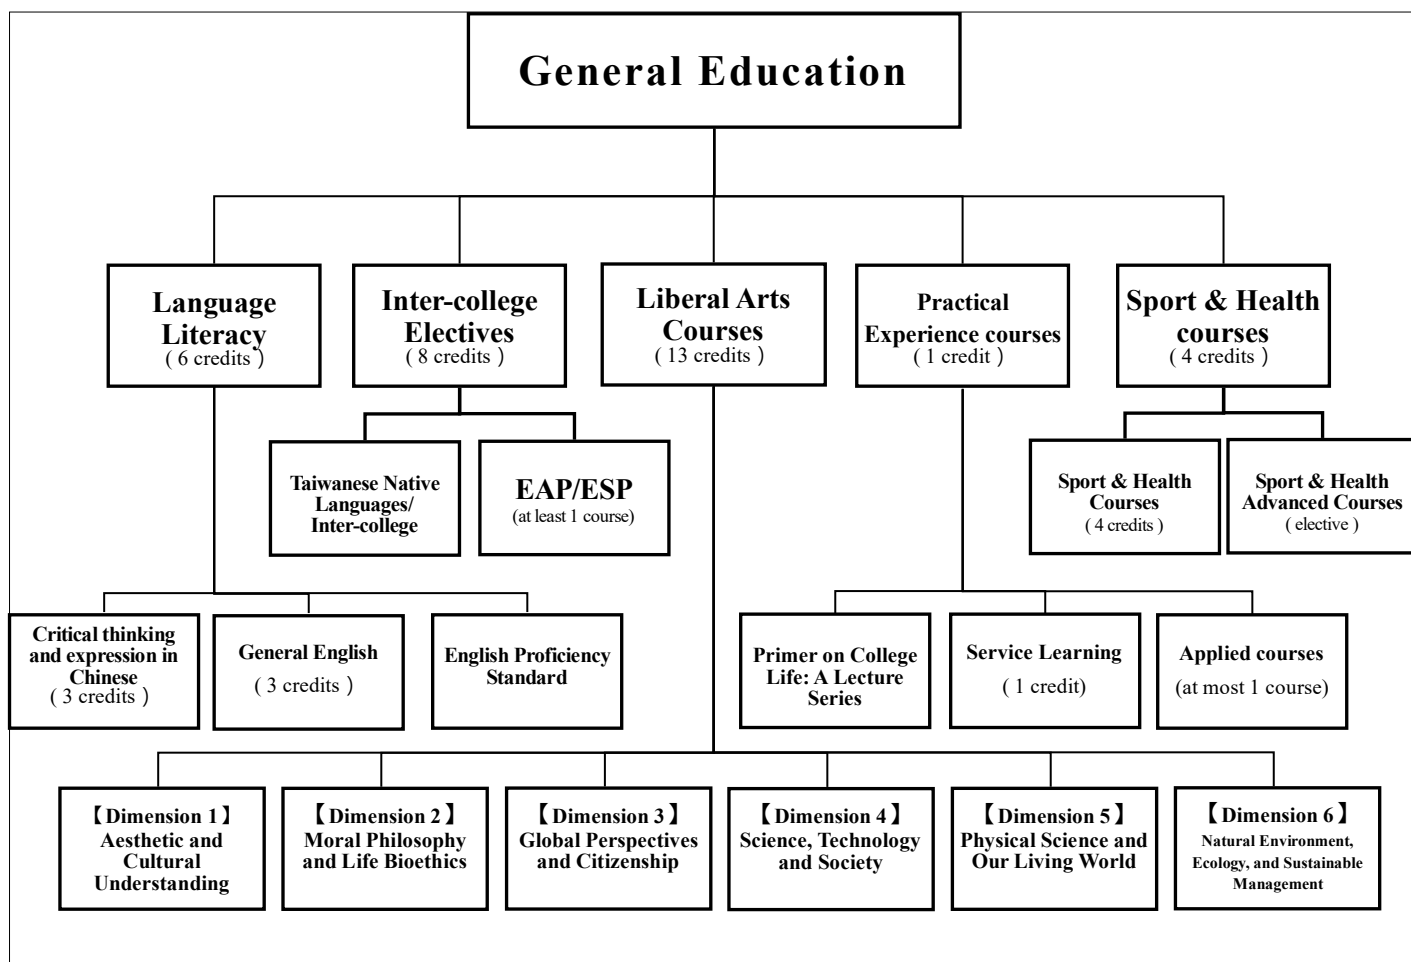 General Education
Language
Literacy
( 6 credits )
Inter-college
Electives
( 8 credits )
Liberal Arts
Courses
( 13 credits )
Practical
Experience courses
( 1 credit )
Sport & Health
courses
( 4 credits )
Taiwanese Native
Languages/
Inter-college
EAP/ESP
(at least 1 course)
Sport & Health
Courses
( 4 credits )
Sport & Health
Advanced Courses
( elective )
Critical thinking
and expression in
Chinese
( 3 credits )
General English
( 3 credits )
English Proficiency
Standard
Primer on College
Life: A Lecture
Series
Service Learning
( 1 credit)
Applied courses
(at most 1 course)
【Dimension 1】
Aesthetic and
Cultural
Understanding
【Dimension 2】
Moral Philosophy
and Life Bioethics
【Dimension 3】
Global Perspectives
and Citizenship
【Dimension 4】
Science, Technology
and Society
【Dimension 5】
Physical Science and
Our Living World
【Dimension 6】
Natural Environment,
Ecology, and Sustainable
Management